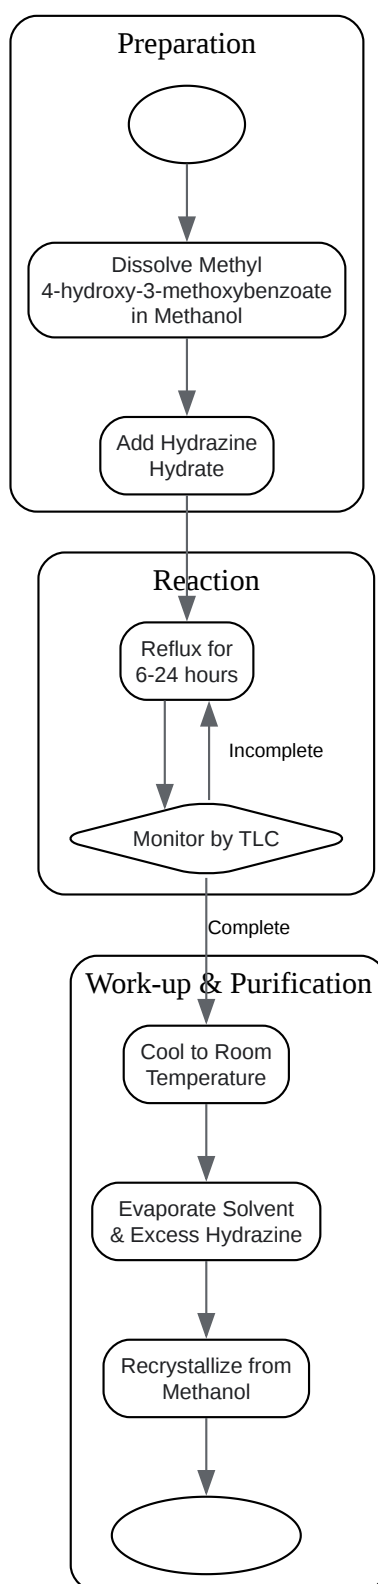 Preparation
Dissolve Methyl
4-hydroxy-3-methoxybenzoate
in Methanol
Add Hydrazine
Hydrate
Reaction
Reflux for
6-24 hours
Incomplete
Monitor by TLC
Complete
Work-up & Purification
Cool to Room
Temperature
Evaporate Solvent
& Excess Hydrazine
Recrystallize from
Methanol